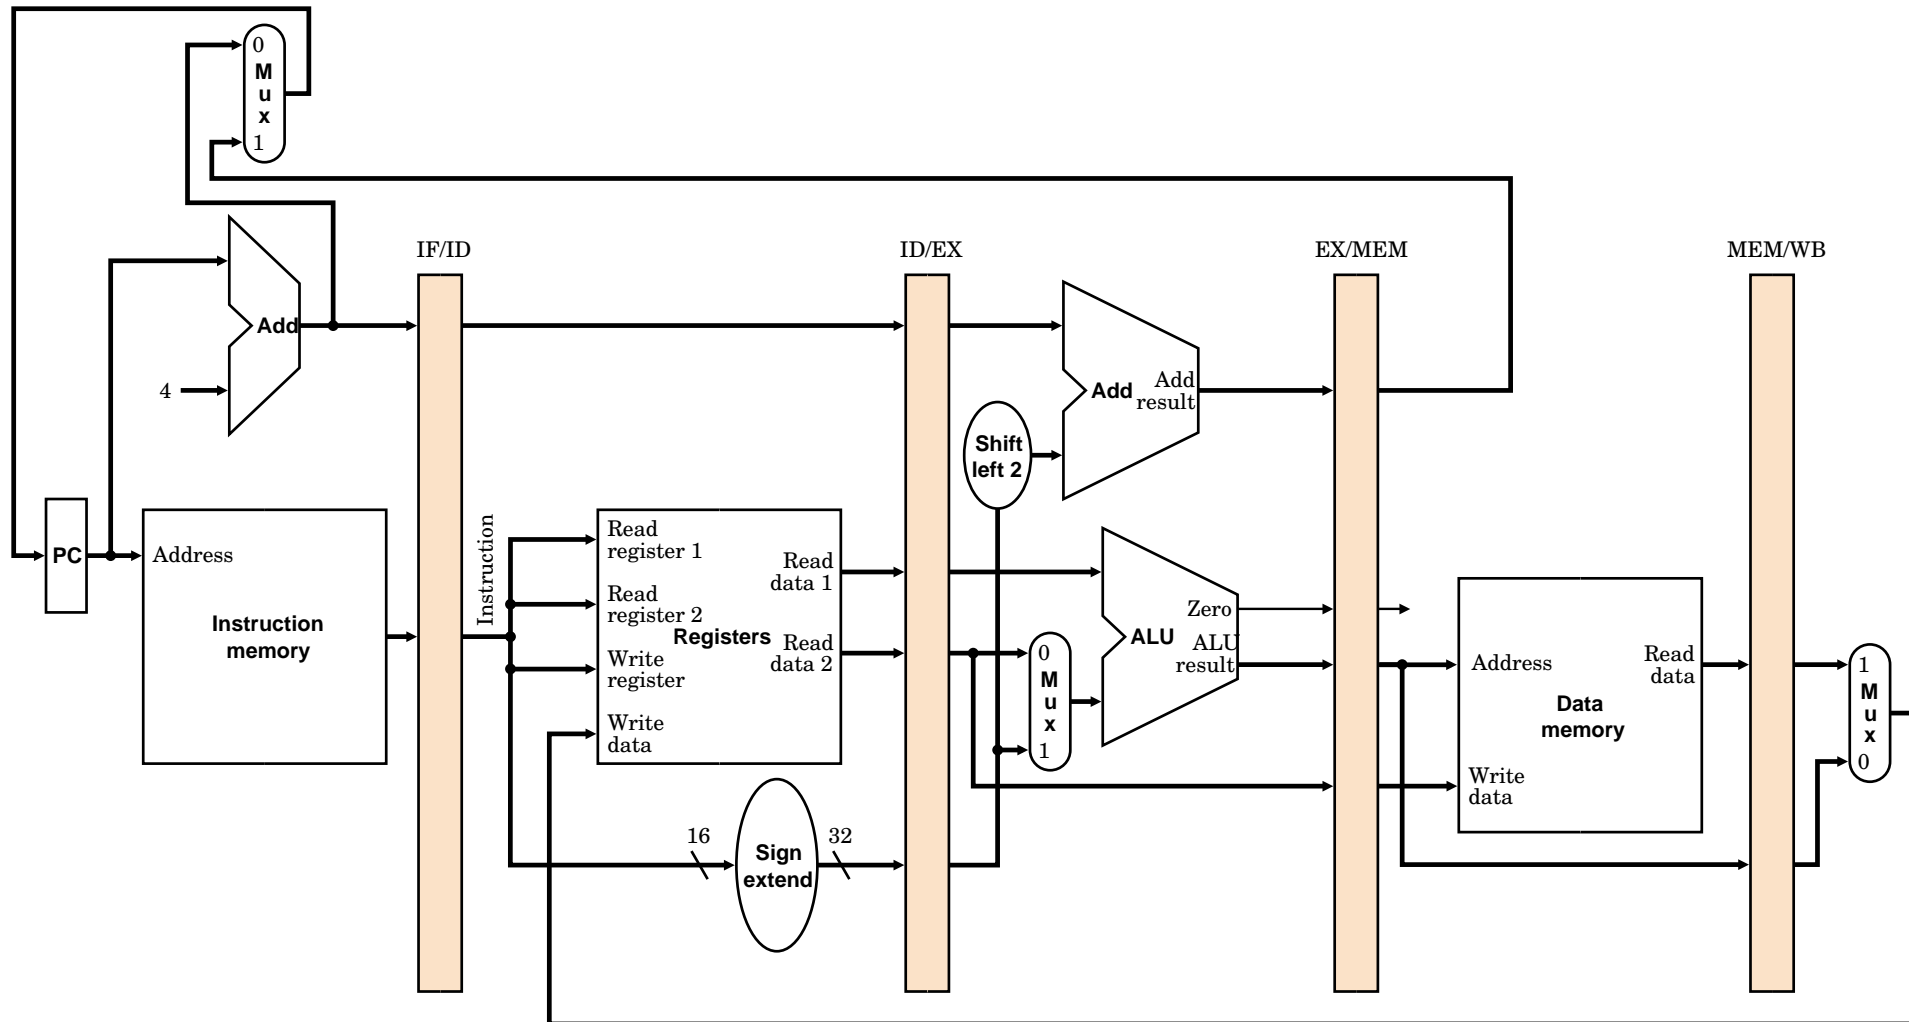 0
M
u
x
1
IF/ID
ID/EX
EX/MEM
MEM/WB
Add
4
Add
Add
result
Shift
left 2
PC
Address
Instruction
memory
Instruction
Read
register 1
Read
register 2
Write
register
Write
data
Registers
Read
data 1
Read
data 2
16
Sign
extend
32
0
M
u
x
1
ALU
Zero
ALU
result
Address
Write
data
Data
memory
Read
data
1
M
u
x
0